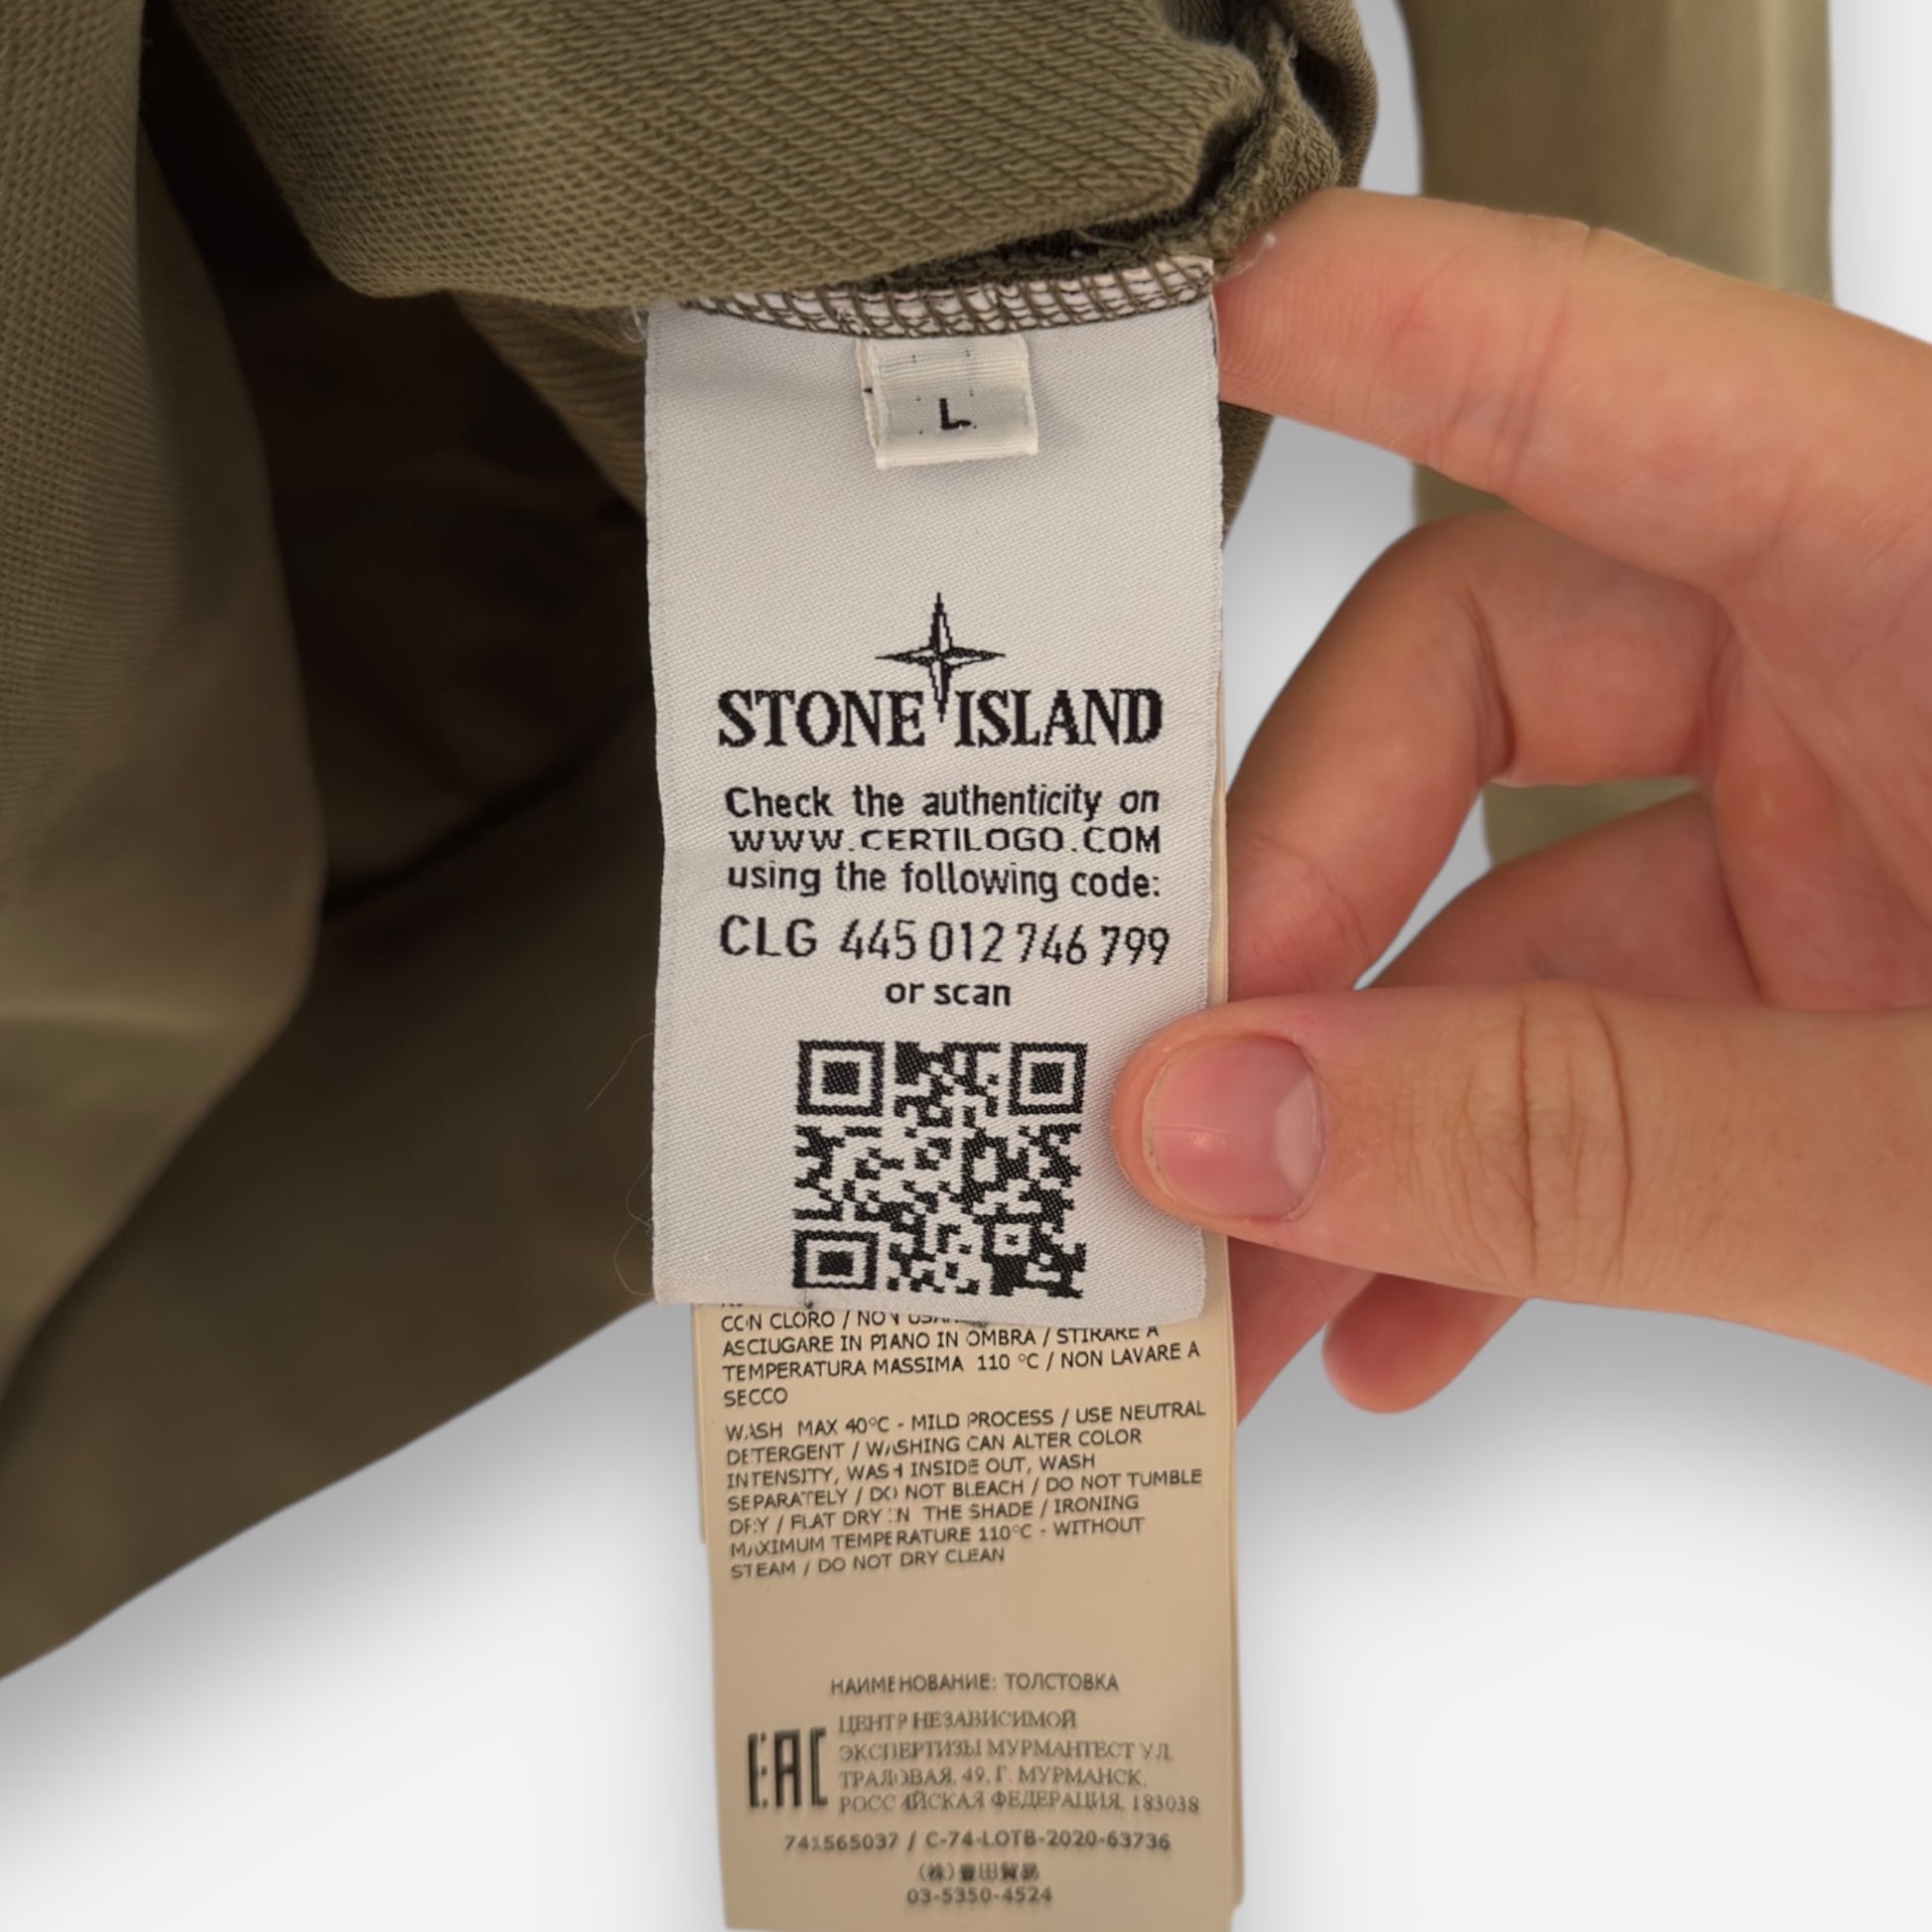 L
STONE ISLAND
Check the authenticity on
WWW.CERTILOGO.COM
using the following code:
CLG 445 012 746 799
or scan
CON CLORO / NON
ASCIUGARE IN PIANO IN OMBRA / STIRARE A
TEMPERATURA MASSIMA 110 °C / NON LAVARE A
SECCO
WASH MAX 40°C - MILD PROCESS / USE NEUTRAL
DETERGENT / WASHING CAN ALTER COLOR
INTENSITY, WASH INSIDE OUT, WASH
SEPARATELY / DO NOT BLEACH / DO NOT TUMBLE
DRY / FLAT DRY IN THE SHADE / IRONING
MAXIMUM TEMPERATURE 110°C - WITHOUT
STEAM / DO NOT DRY CLEAN
НАИМЕНОВАНИЕ: ТОЛСТОВКА
EAC
ЦЕНТР НЕЗАВИСИМОЙ
ЭКСПЕРТИЗЫ МУРМАНТЕСТ УЛ.
ТРАЛОВАЯ, 49, Г. МУРМАНСК,
РОССИЙСКАЯ ФЕДЕРАЦИЯ, 183038
741565037 / C-74-LOTB-2020-63736
03-5350-4524